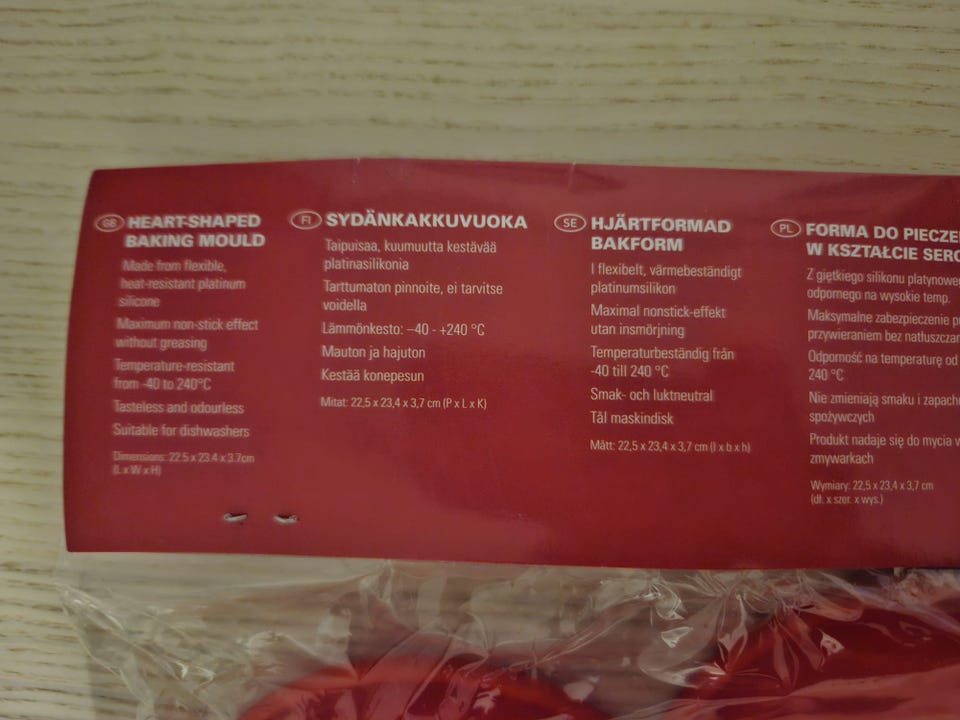 GB HEART-SHAPED
BAKING MOULD
Made from flexible,
heat-resistant platinum
silicone
Maximum non-stick effect
without greasing
Temperature-resistant
from -40 to 240°C
Tasteless and odourless
Suitable for dishwashers
Dimensions: 22.5 x 23.4 x 3.7cm
(L x W x H)
FI SYDÄNKAKKUVUOKA
Taipuisaa, kuumuutta kestävää
platinasilikonia
Tarttumaton pinnoite, ei tarvitse
voidella
Lämmönkesto: –40 - +240 °C
Mauton ja hajuton
Kestää konepesun
Mitat: 22,5 x 23,4 x 3,7 cm (P x L x K)
SE HJÄRTFORMAD
BAKFORM
I flexibelt, värmebeständigt
platinumsilikon
Maximal nonstick-effekt
utan insmörjning
Temperaturbeständig från
-40 till 240 °C
Smak- och luktneutral
Tål maskindisk
Mått: 22,5 x 23,4 x 3,7 cm (l x b x h)
PL FORMA DO
W KSZTAŁCIE
Z giętkiego silikonu
odpornego na wysokie temp.
Maksymalne zabezpieczenie
przywieraniem bez
Odporność na temperaturę od
240 °C
Nie zmieniają smaku i
spożywczych
Produkt nadaje się do mycia w
zmywarkach
Wymiary: 22,5 x 23,4 x 3,7 cm
(dł. x szer. x wys.)